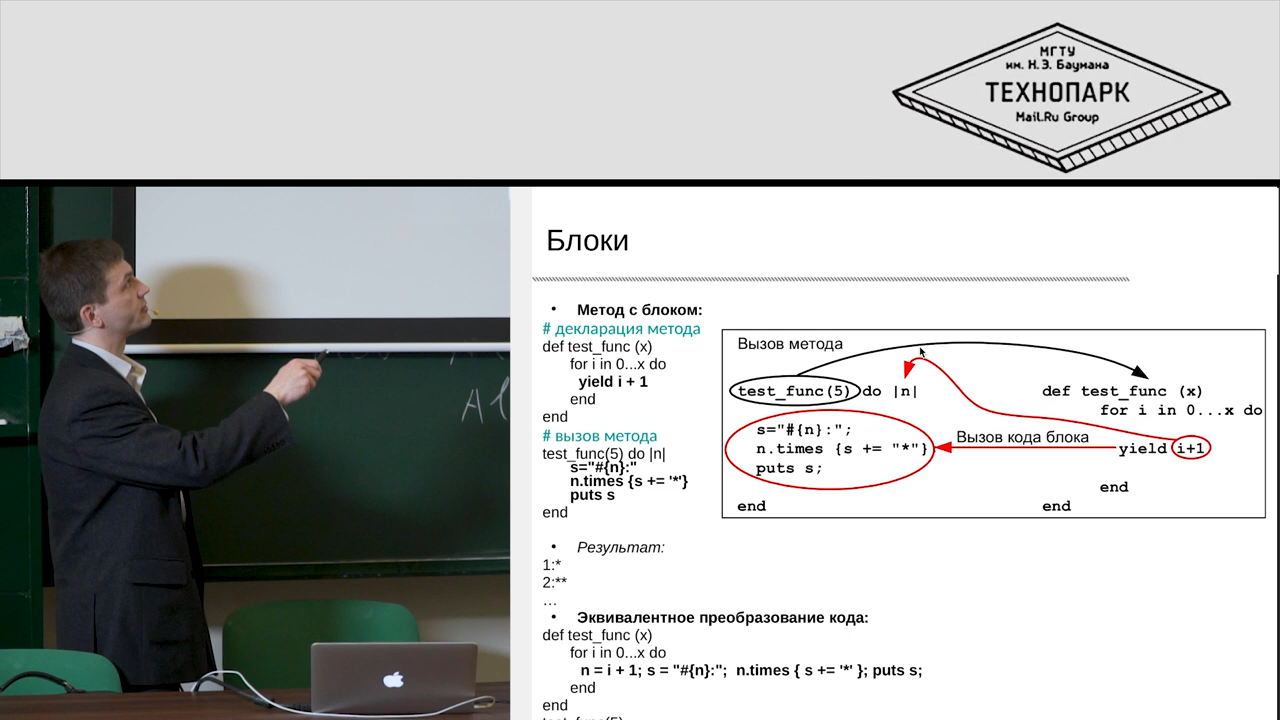 МГТУ
им. Н.Э. Баумана
ТЕХНОПАРК
Mail.Ru Group
Блоки
• Метод с блоком:
# декларация метода
def test_func (x)
for i in 0...x do
yield i + 1
end
end
# вызов метода
test_func(5) do |n|
s="#{n}:"
n.times {s += '*'}
puts s
end
• Результат:
1:*
2:**
…
• Эквивалентное преобразование кода:
def test_func (x)
for i in 0...x do
n = i + 1; s = "#{n}:"; n.times { s += '*' }; puts s;
end
end
Вызов метода
test_func(5) do |n|
s="#{n}:";
n.times {s += "*"}
puts s;
end
Вызов кода блока
def test_func (x)
for i in 0...x do
yield i+1
end
end